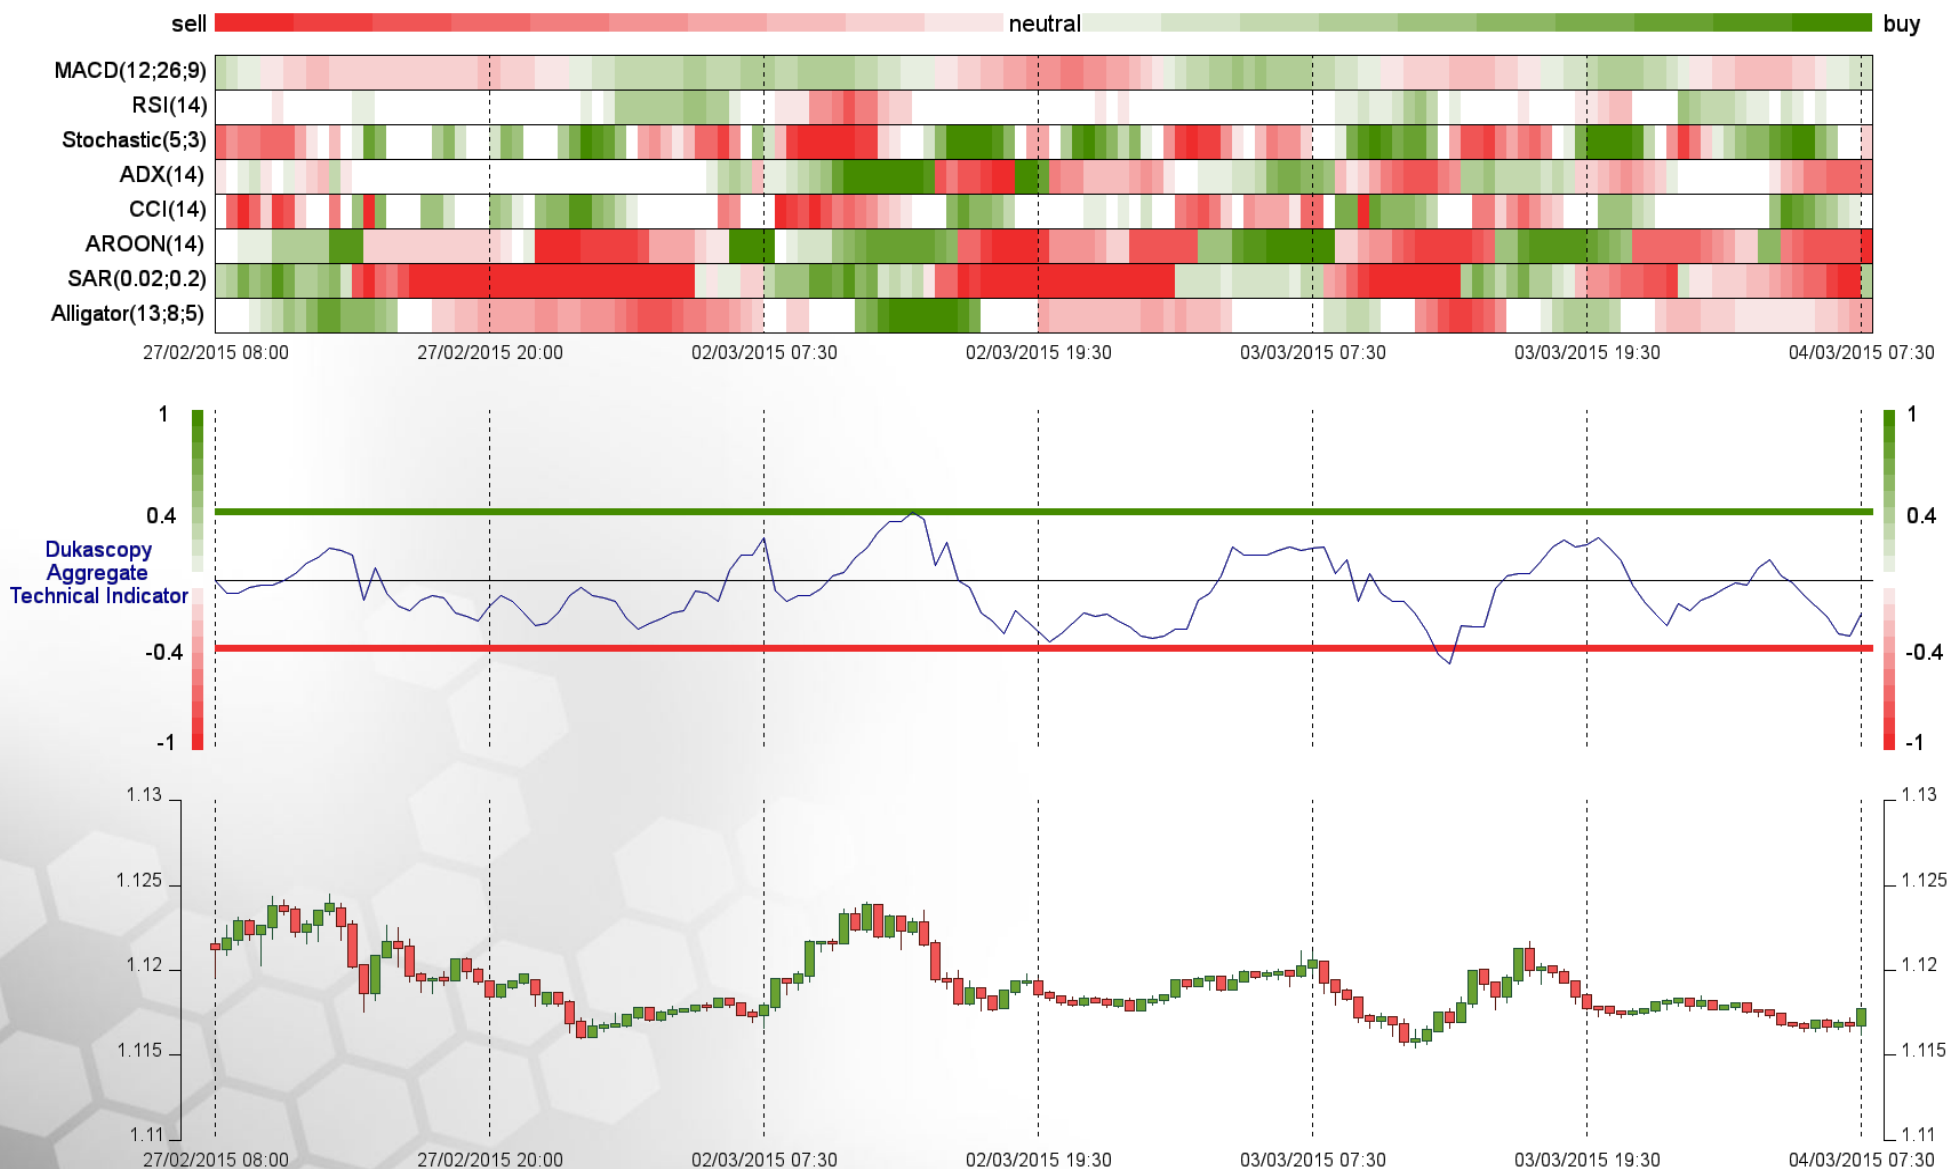 sell neutral buy
MACD(12;26;9)
RSI(14)
Stochastic(5;3)
ADX(14)
CCI(14)
AROON(14)
SAR(0.02;0.2)
Alligator(13;8;5)
27/02/2015 08:00 27/02/2015 20:00 02/03/2015 07:30 02/03/2015 19:30 03/03/2015 07:30 03/03/2015 19:30 04/03/2015 07:30
1 1
0.4 0.4
Dukascopy
Aggregate
Technical Indicator
-0.4 -0.4
-1 -1
1.13 1.13
1.125 1.125
1.12 1.12
1.115 1.115
1.11 1.11
27/02/2015 08:00 27/02/2015 20:00 02/03/2015 07:30 02/03/2015 19:30 03/03/2015 07:30 03/03/2015 19:30 04/03/2015 07:30